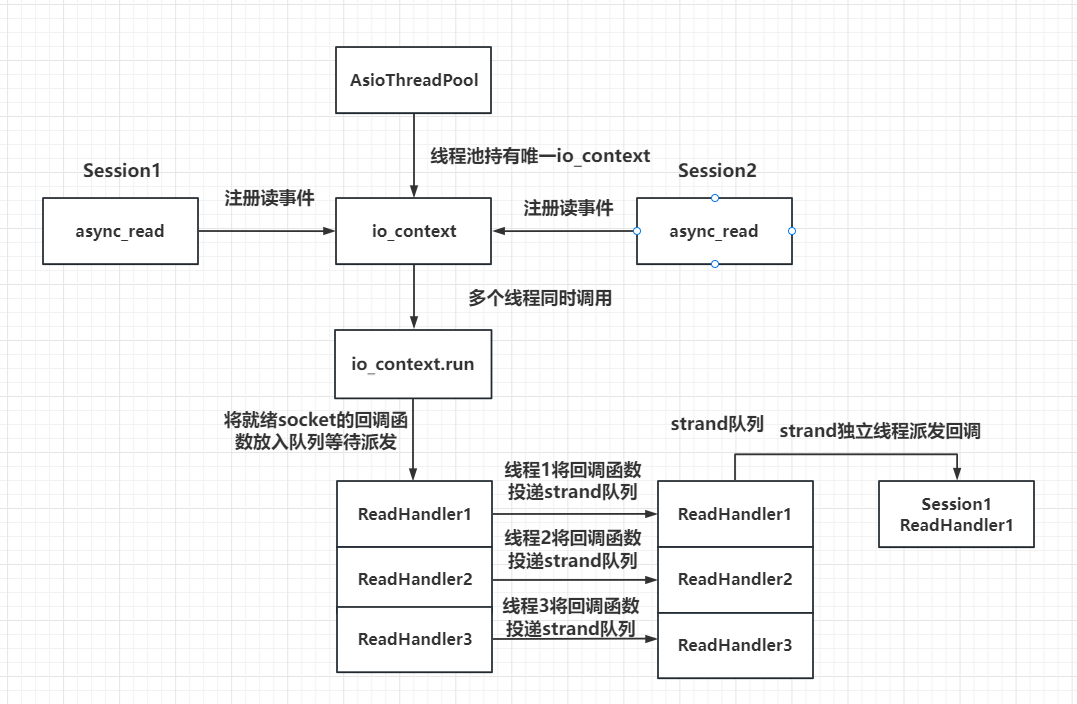 AsioThreadPool
线程池持有唯一io_context
Session1
Session2
注册读事件
注册读事件
async_read
io_context
async_read
多个线程同时调用
io_context.run
将就绪socket的回调函
数放入队列等待派发
strand队列
strand独立线程派发回调
线程1将回调函数
投递strand队列
ReadHandler1
ReadHandler1
Session1
ReadHandler1
线程2将回调函数
投递strand队列
ReadHandler2
ReadHandler2
线程3将回调函数
投递strand队列
ReadHandler3
ReadHandler3